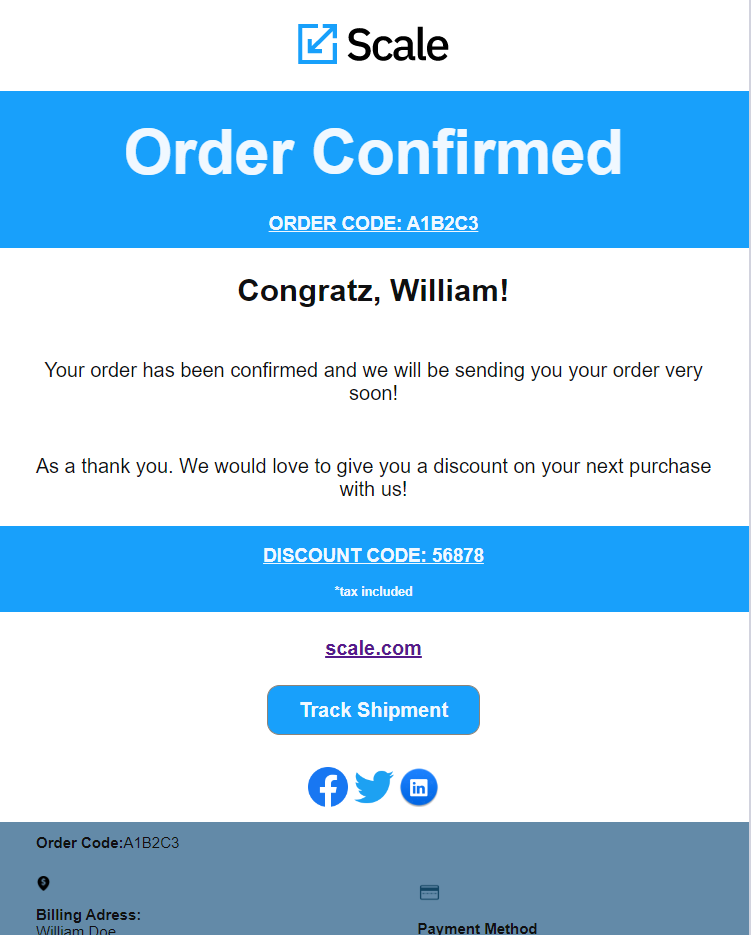 Scale
Order Confirmed
ORDER CODE: A1B2C3
Congratz, William!
Your order has been confirmed and we will be sending you your order very
soon!
As a thank you. We would love to give you a discount on your next purchase
with us!
DISCOUNT CODE: 56878
*tax included
scale.com
Track Shipment
Order Code:A1B2C3
Billing Adress:
William Doe
Payment Method